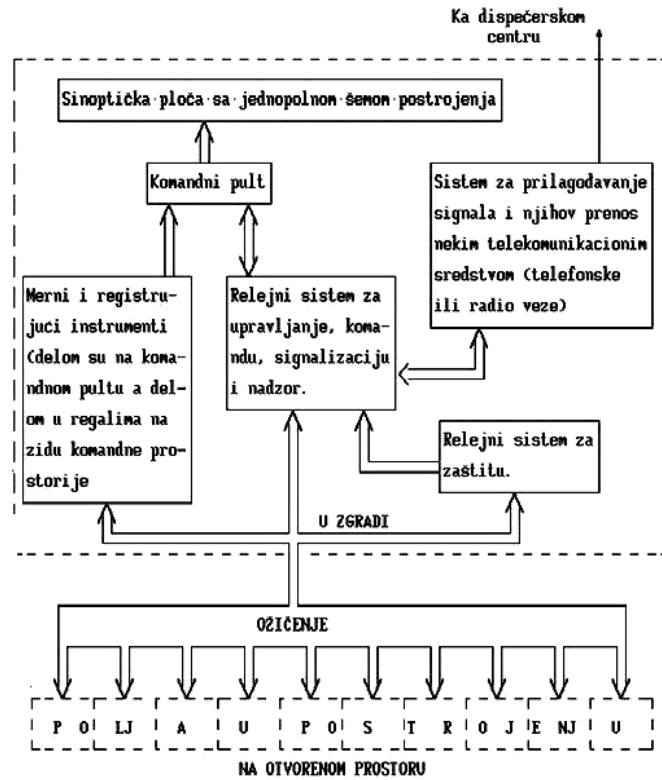 Ka dispečerskom
centru
Sinoptička ploča sa jednopolnom šemom postrojenja
Komandni pult
Sistem za prilagođavanje
signala i njihov prenos
nekim telekomunikacionim
sredstvom (telefonske
ili radio veze)
Merni i registru-
jući instrumenti
(delom su na koma-
ndnom pultu a del-
om u regalima na
zidu komandne pro-
storije
Relejni sistem za
upravljanje, koma-
ndu, signalizaciju
i nadzor.
Relejni sistem za
zaštitu.
U ZGRADI
OŽIČENJE
P O LJ A U P O S T R O J E NJ U
NA OTVORENOM PROSTORU